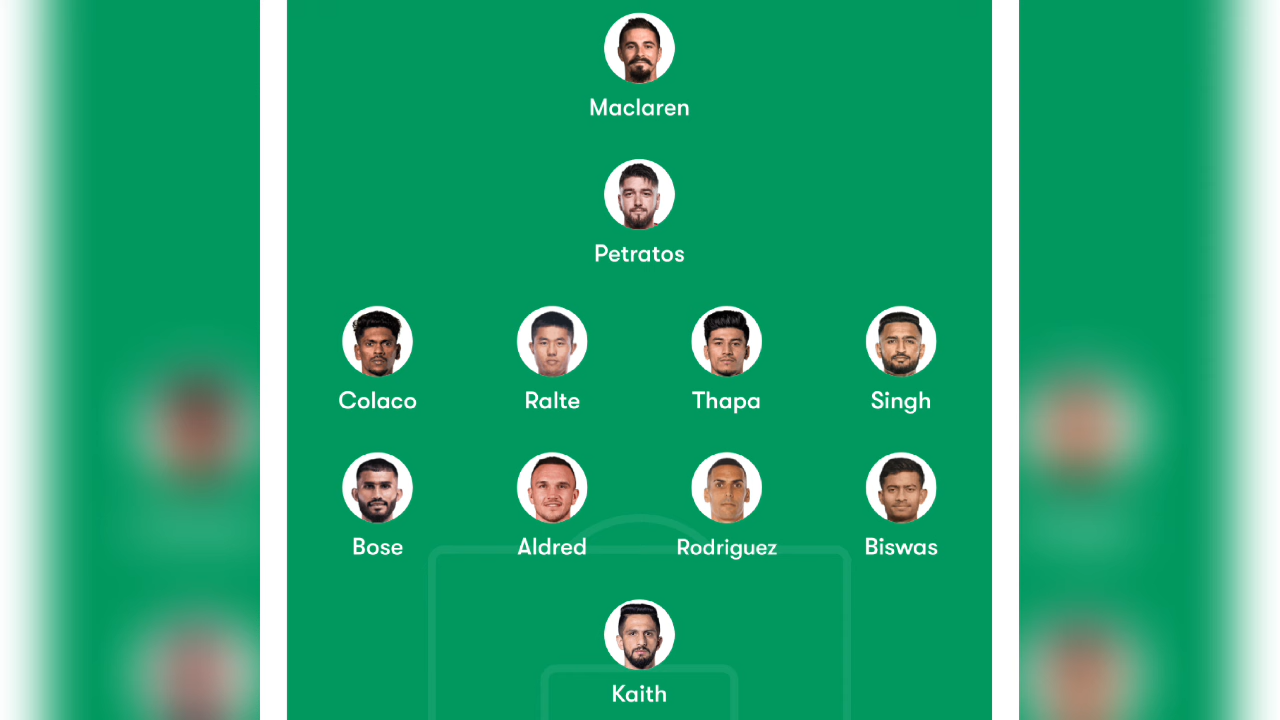 Maclaren
Petratos
Colaco Ralte Thapa Singh
Bose Aldred Rodriguez Biswas
Kaith